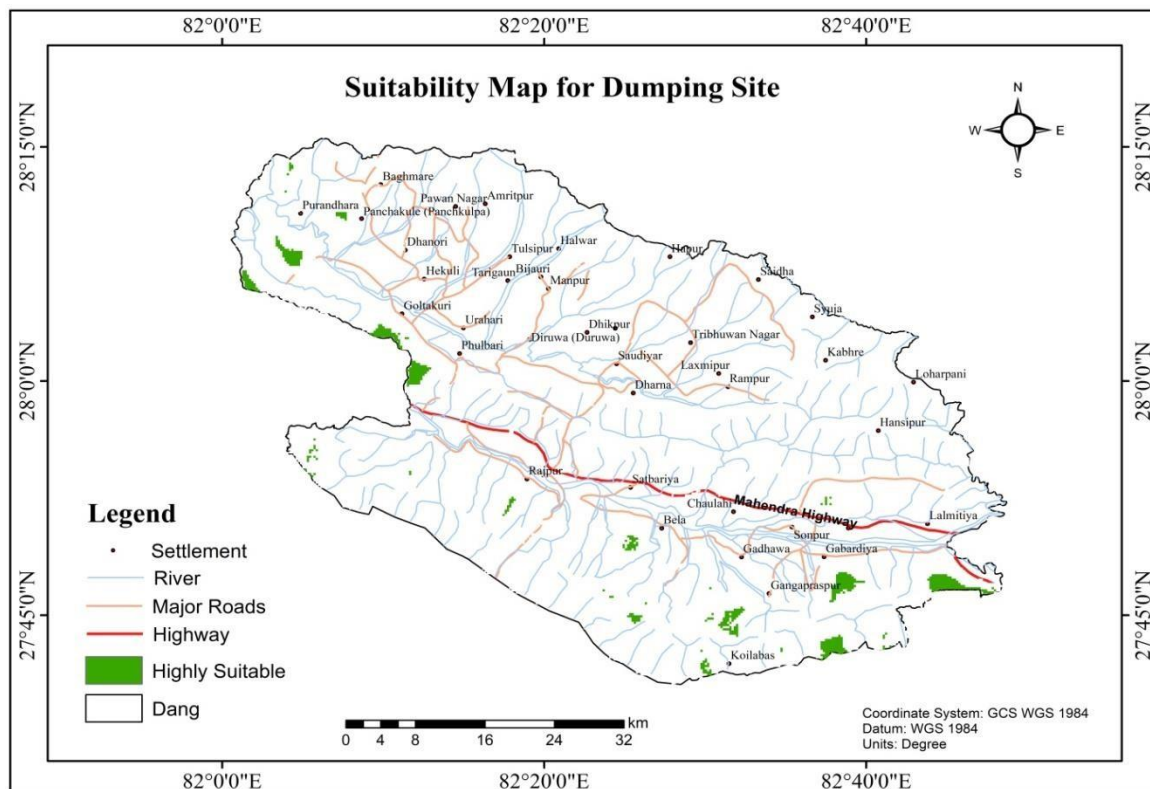 82°0'0"E
82°20'0"E
82°40'0"E
Suitability Map for Dumping Site
N
W
E
S
28°15'0"N
28°15'0"N
Baghmare
Pawan Nagar
Amritpur
Purandhara
Panchakule (Panchkulpa)
Dhanori
Tulsipur
Halwar
Hapur
Hekuli
Tarigaun
Bijauri
Manpur
Saidha
Goltakuri
Urahari
Syuja
Dhikpur
Diruwa (Duruwa)
Tribhuwan Nagar
Phulbari
Saudiyar
Kabhre
Laxmipur
Rampur
Loharpani
28°0'0"N
28°0'0"N
Dharna
Hansipur
Rajpur
Satbariya
Mahendra Highway
Chaulahi
Lalmitiya
Bela
Sonpur
Gadhawa
Gabardiya
Gangapraspur
27°45'0"N
27°45'0"N
Koilabas
Legend
Settlement
River
Major Roads
Highway
Highly Suitable
Dang
km
0 4 8 16 24 32
Coordinate System: GCS WGS 1984
Datum: WGS 1984
Units: Degree
82°0'0"E
82°20'0"E
82°40'0"E